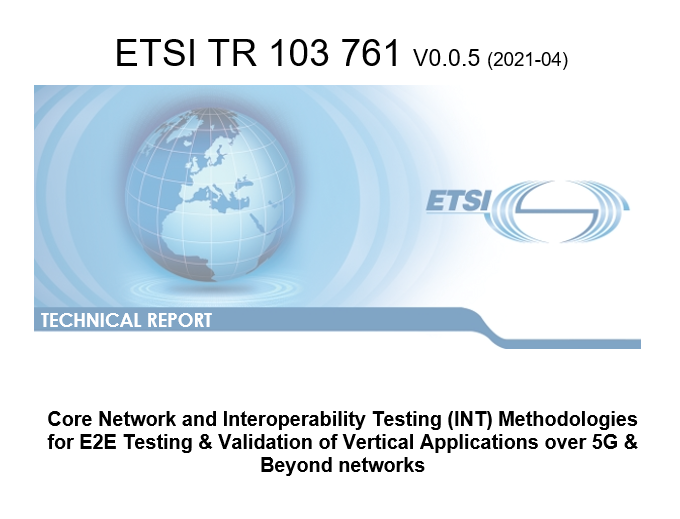 ETSI TR 103 761 V0.0.5 (2021-04)
ETSI
TECHNICAL REPORT
Core Network and Interoperability Testing (INT) Methodologies
for E2E Testing & Validation of Vertical Applications over 5G &
Beyond networks